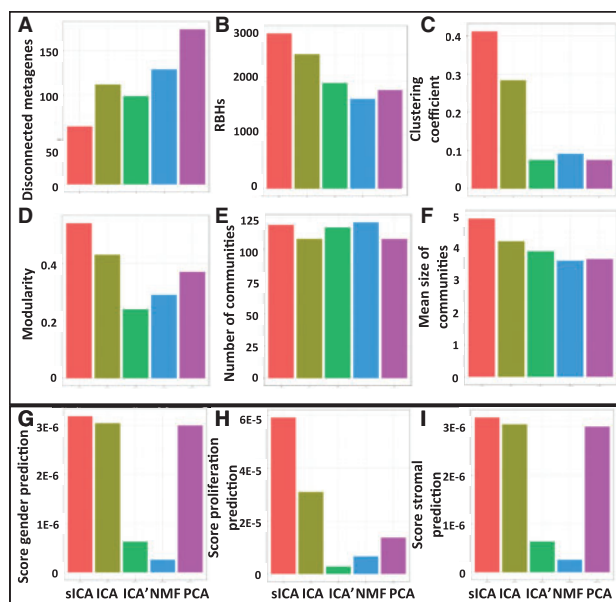 A
B
C
Disconnected metagenes
150
100
50
0
RBHs
3000
2000
1000
0
Clustering
coefficient
0.4
0.3
0.2
0.1
0
D
E
F
Modularity
0.4
0.2
0
Number of communities
125
100
75
50
25
0
Mean size of
communities
5
4
3
2
1
0
G
H
I
Score gender prediction
3E-6
2E-6
1E-6
0
Score proliferation
prediction
6E-5
4E-5
2E-5
0
Score stromal
prediction
3E-6
2E-6
1E-6
0
sICA ICA ICA’ NMF PCA
sICA ICA ICA’ NMF PCA
sICA ICA ICA’ NMF PCA